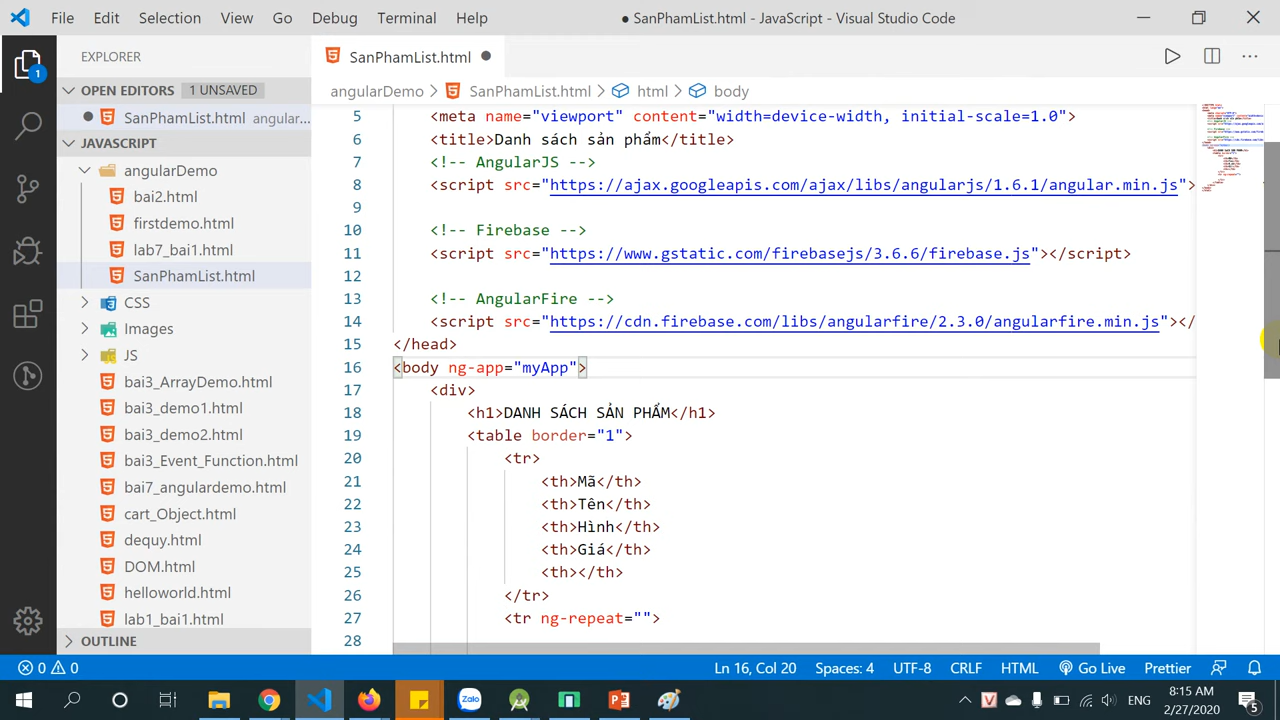 File Edit Selection View Go Debug Terminal Help
● SanPhamList.html - JavaScript - Visual Studio Code
EXPLORER
OPEN EDITORS 1 UNSAVED
SanPhamList.html angular...
JAVASCRIPT
angularDemo
bai2.html
firstdemo.html
lab7_bai1.html
SanPhamList.html
CSS
Images
JS
bai3_ArrayDemo.html
bai3_demo1.html
bai3_demo2.html
bai3_Event_Function.html
bai7_angulardemo.html
cart_Object.html
dequy.html
DOM.html
helloworld.html
lab1_bai1.html
OUTLINE
1
SanPhamList.html
angularDemo SanPhamList.html html body
5 <meta name="viewport" content="width=device-width, initial-scale=1.0">
6 <title>Danh sách sản phẩm</title>
7 <!-- AngularJS -->
8 <script src="https://ajax.googleapis.com/ajax/libs/angularjs/1.6.1/angular.min.js">
9
10 <!-- Firebase -->
11 <script src="https://www.gstatic.com/firebasejs/3.6.6/firebase.js"></script>
12
13 <!-- AngularFire -->
14 <script src="https://cdn.firebase.com/libs/angularfire/2.3.0/angularfire.min.js"></
15 </head>
16 <body ng-app="myApp">
17 <div>
18 <h1>DANH SÁCH SẢN PHẨM</h1>
19 <table border="1">
20 <tr>
21 <th>Mã</th>
22 <th>Tên</th>
23 <th>Hình</th>
24 <th>Giá</th>
25 <th></th>
26 </tr>
27 <tr ng-repeat="">
28
0 0 Ln 16, Col 20 Spaces: 4 UTF-8 CRLF HTML Go Live Prettier
Zalo
ENG
8:15 AM
2/27/2020
5